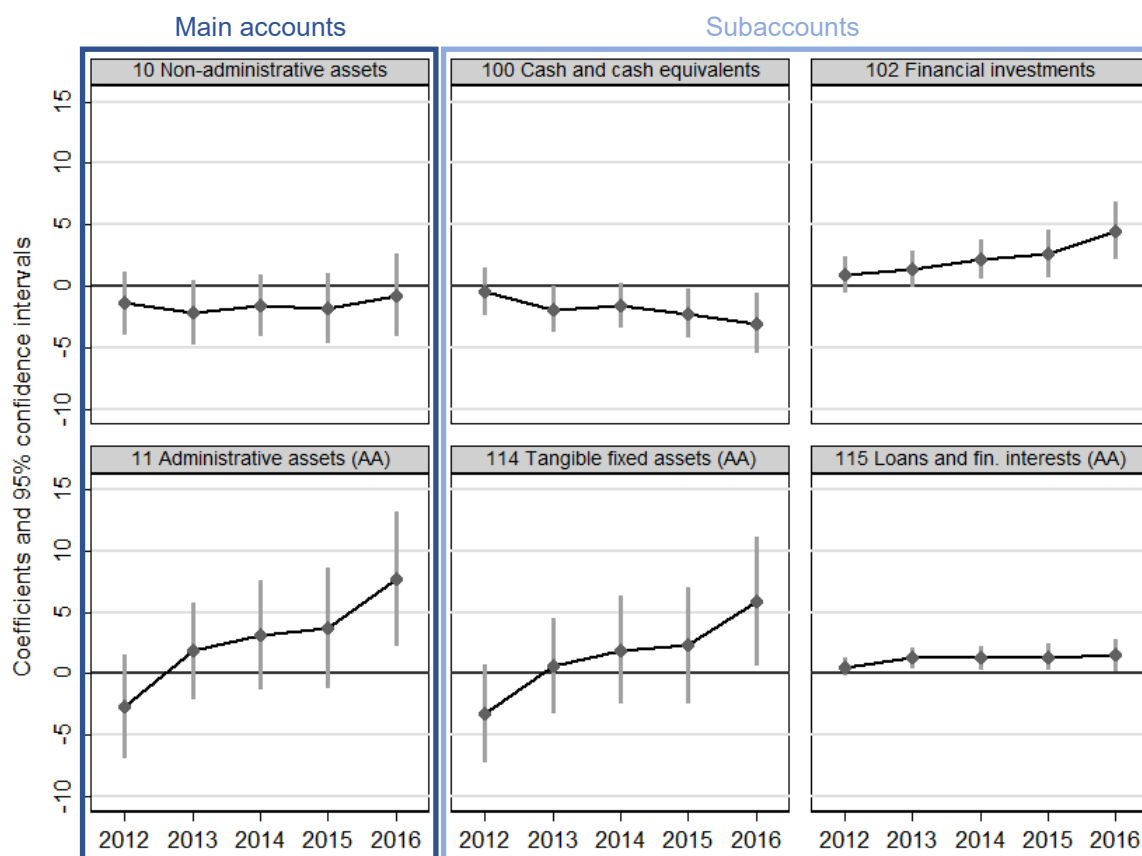 Main accounts
Subaccounts
10 Non-administrative assets
100 Cash and cash equivalents
102 Financial investments
15
10
5
0
-5
-10
Coefficients and 95% confidence intervals
11 Administrative assets (AA)
114 Tangible fixed assets (AA)
115 Loans and fin. interests (AA)
15
10
5
0
-5
-10
2012 2013 2014 2015 2016
2012 2013 2014 2015 2016
2012 2013 2014 2015 2016